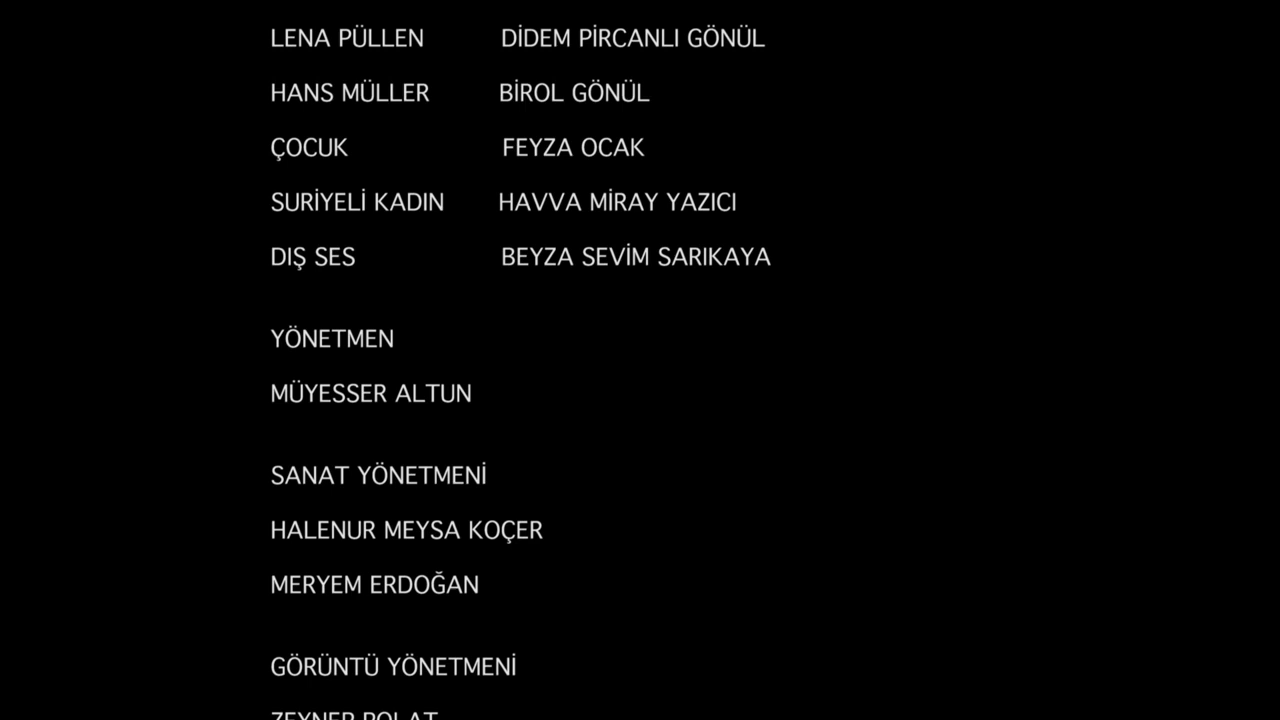 LENA PÜLLEN DİDEM PİRCANLI GÖNÜL
HANS MÜLLER BİROL GÖNÜL
ÇOCUK FEYZA OCAK
SURİYELİ KADIN HAVVA MİRAY YAZICI
DIŞ SES BEYZA SEVİM SARIKAYA
YÖNETMEN
MÜYESSER ALTUN
SANAT YÖNETMENİ
HALENUR MEYSA KOÇER
MERYEM ERDOĞAN
GÖRÜNTÜ YÖNETMENİ
ZEYNEP POLAT